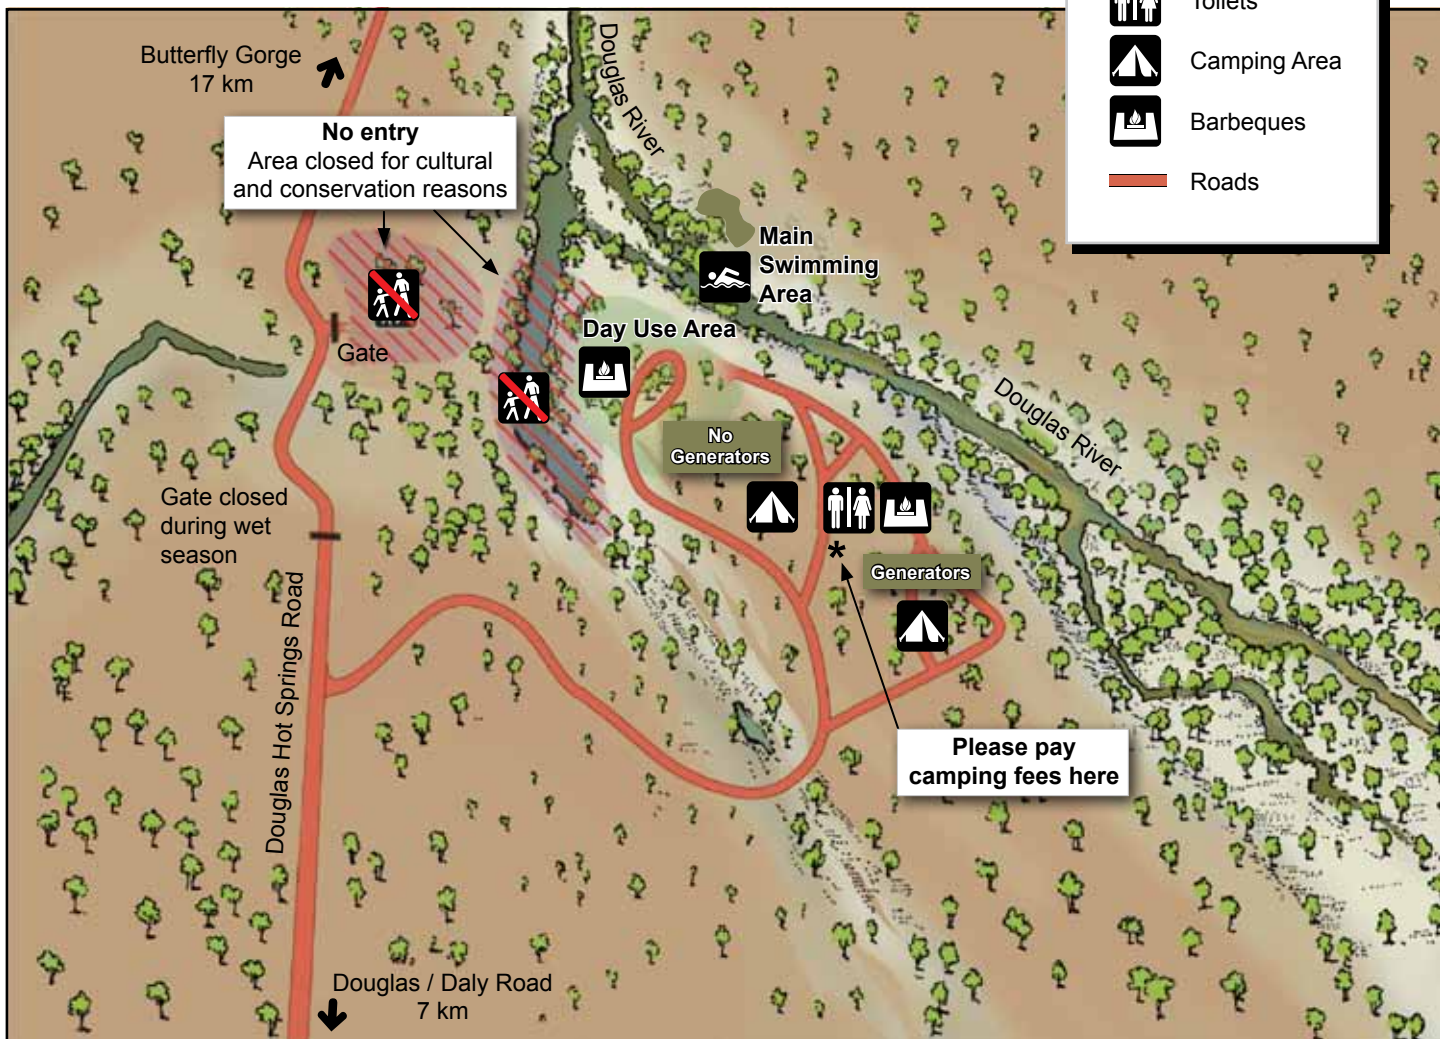 Toilets
Camping Area
Barbeques
Roads
Butterfly Gorge
17 km
Douglas River
No entry
Area closed for cultural
and conservation reasons
Main
Swimming
Area
Day Use Area
Gate
Douglas River
No
Generators
Gate closed
during wet
season
*
Generators
Douglas Hot Springs Road
Please pay
camping fees here
Douglas / Daly Road
7 km